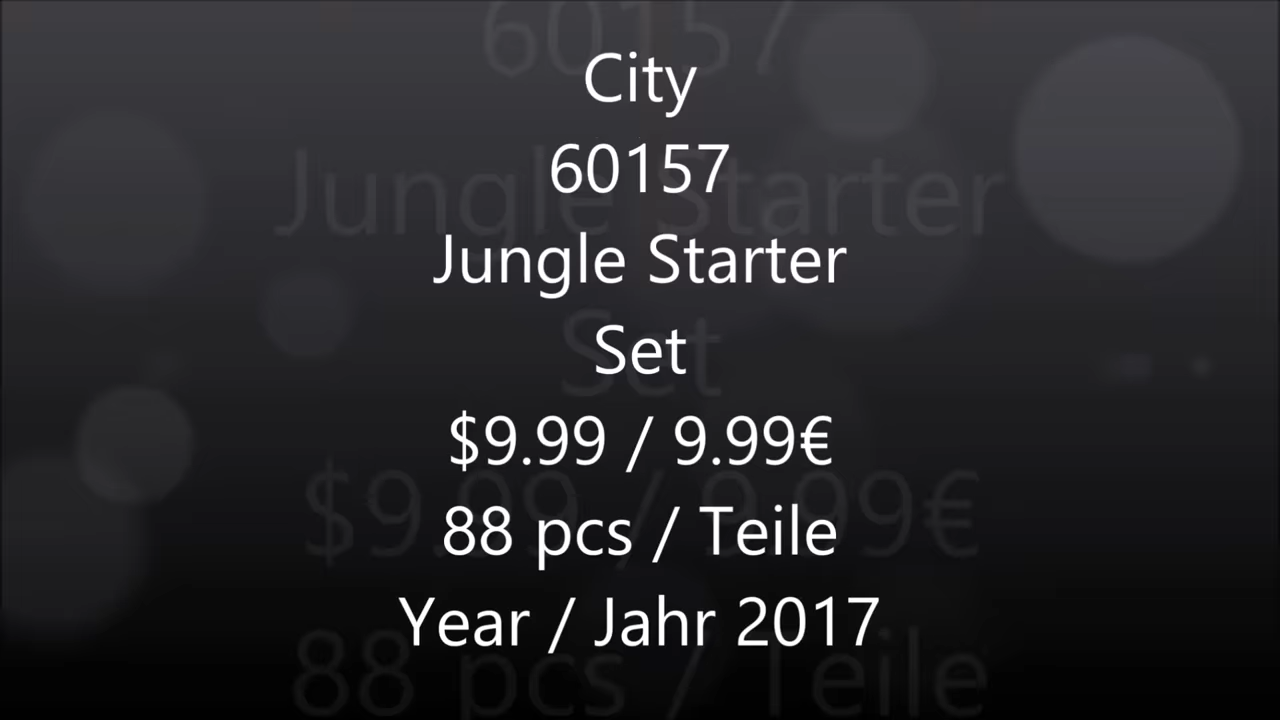 City
60157
Jungle Starter
Set
$9.99 / 9.99€
88 pcs / Teile
Year / Jahr 2017